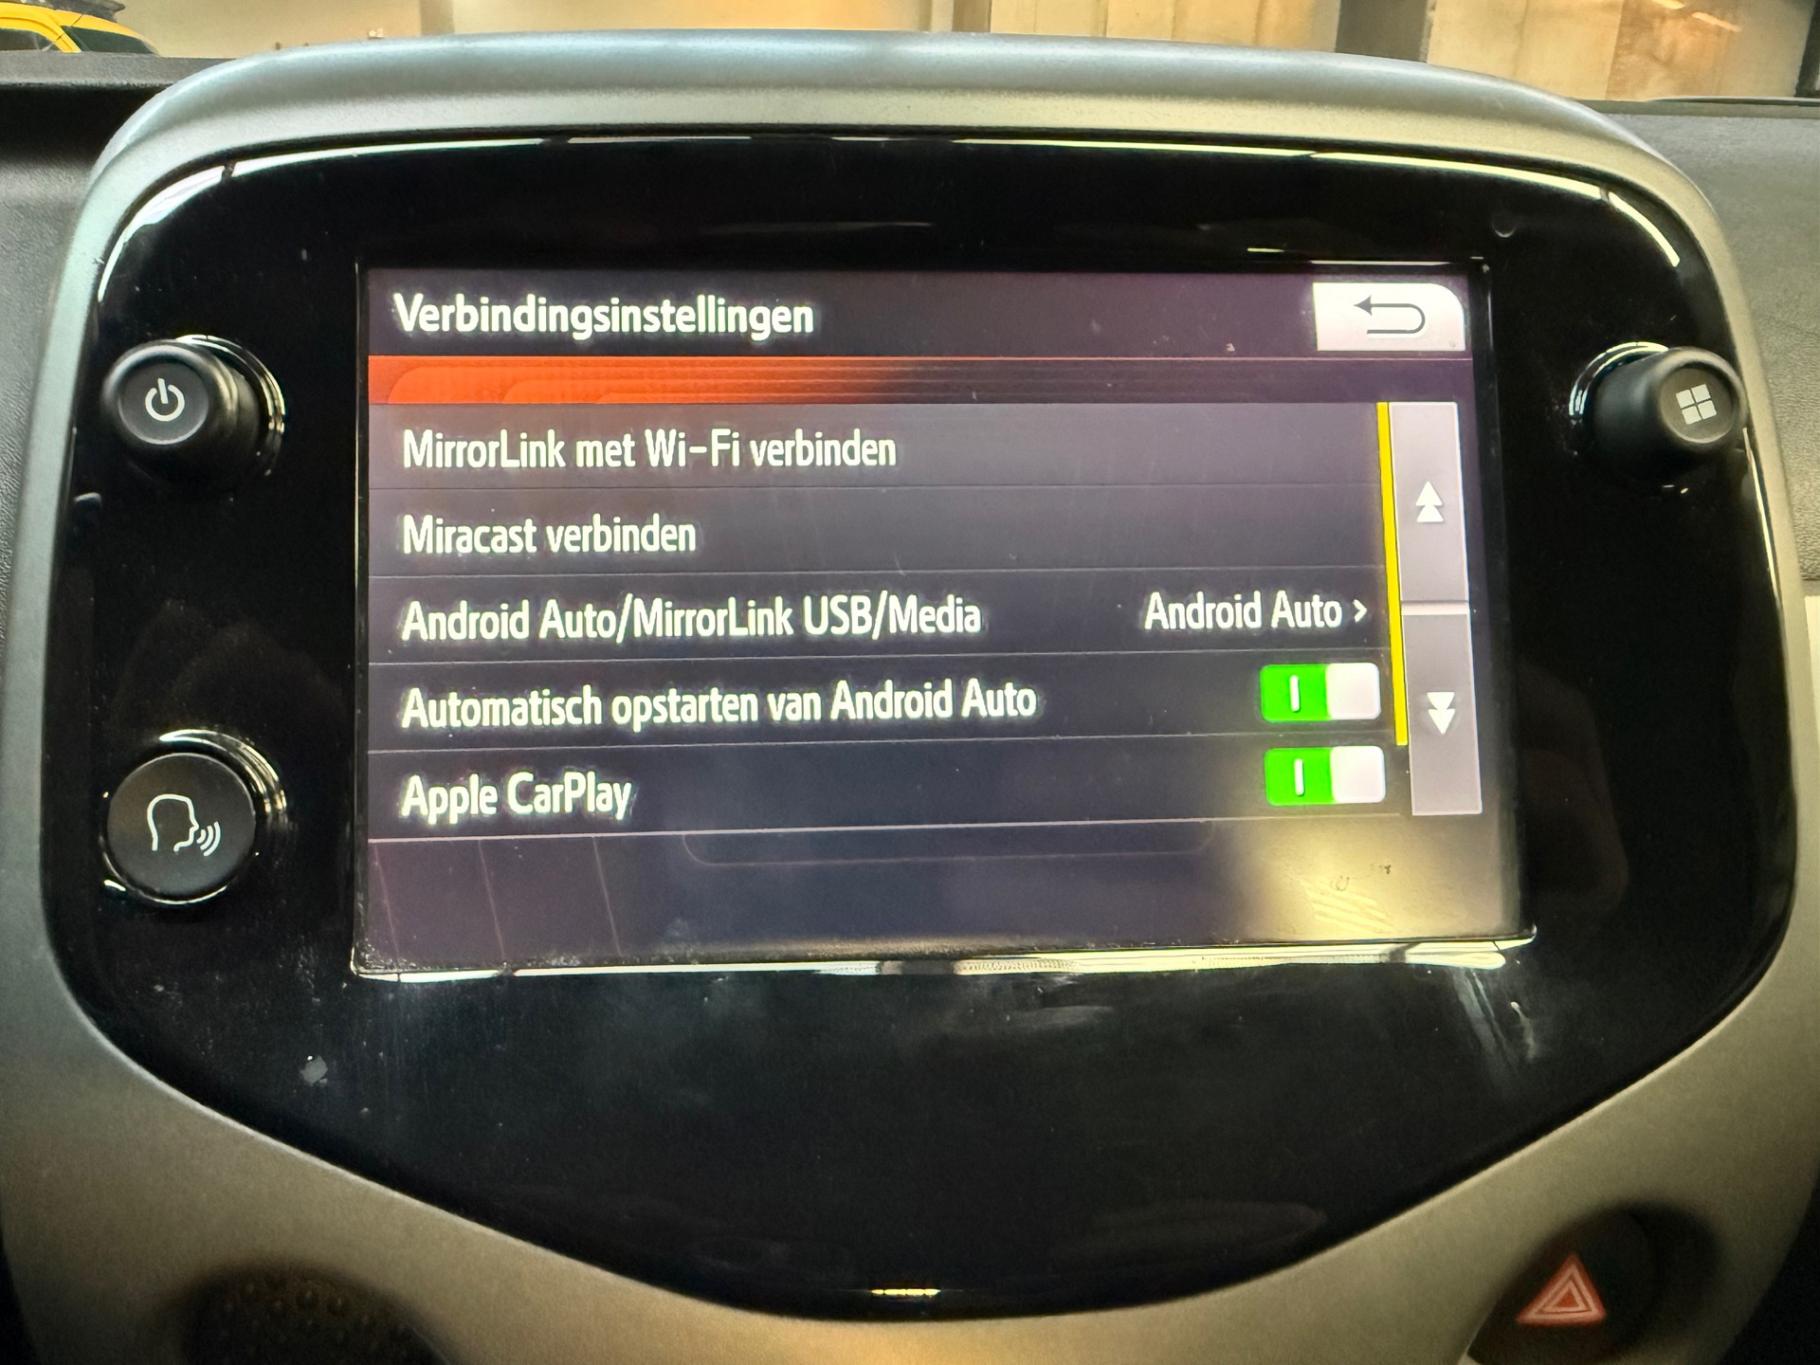 Verbindingsinstellingen
MirrorLink met Wi-Fi verbinden
Miracast verbinden
Android Auto/MirrorLink USB/Media Android Auto >
Automatisch opstarten van Android Auto
Apple CarPlay